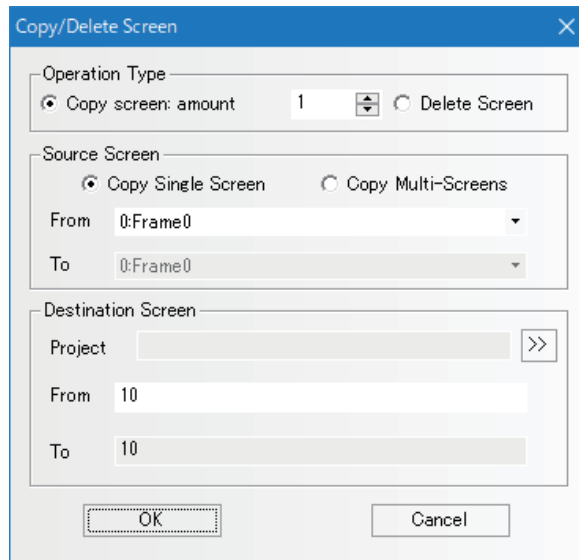 Copy/Delete Screen
Operation Type
Copy screen: amount 1 Delete Screen
Source Screen
Copy Single Screen Copy Multi-Screens
From 0:Frame0
To 0:Frame0
Destination Screen
Project >>
From 10
To 10
OK Cancel